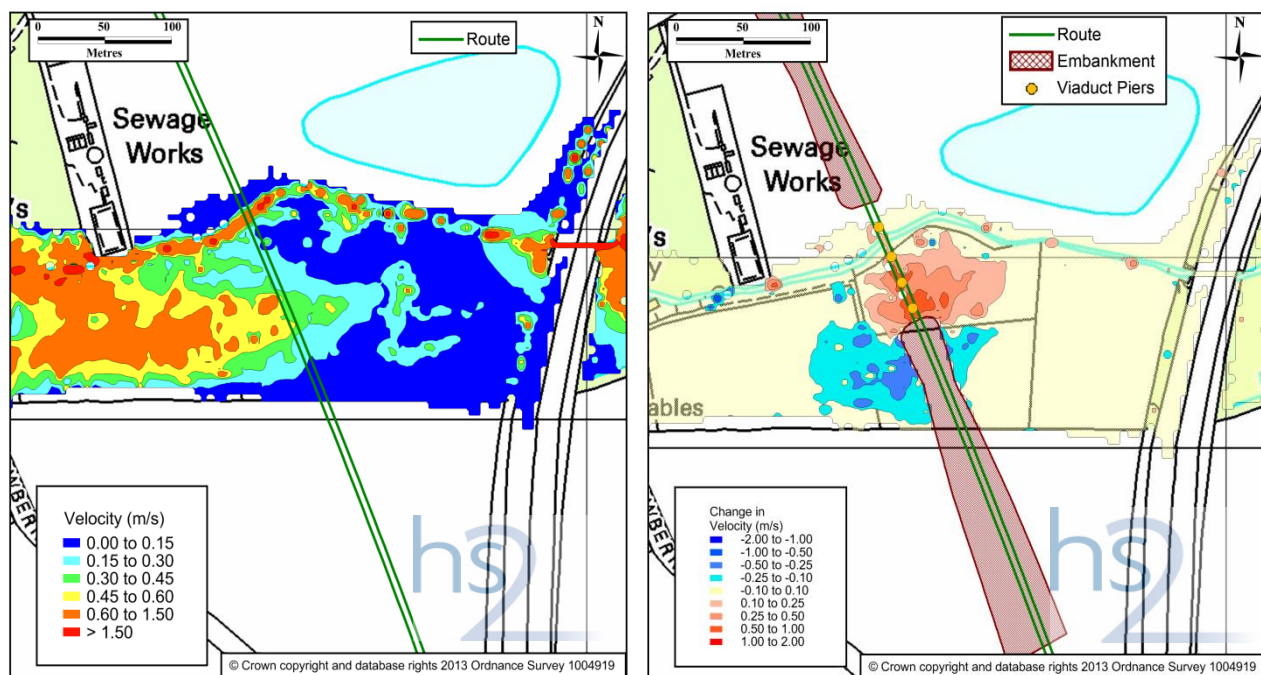 0 50 100
Metres
Route
N
Sewage
Works
's
WBERT
Velocity (m/s)
0.00 to 0.15
0.15 to 0.30
0.30 to 0.45
0.45 to 0.60
0.60 to 1.50
> 1.50
hs2
© Crown copyright and database rights 2013 Ordnance Survey 1004919
0 50 100
Metres
Route
Embankment
Viaduct Piers
N
Sewage
Works
's
y
ables
Change in
Velocity (m/s)
-2.00 to -1.00
-1.00 to -0.50
-0.50 to -0.25
-0.25 to -0.10
-0.10 to 0.10
0.10 to 0.25
0.25 to 0.50
0.50 to 1.00
1.00 to 2.00
hs2
© Crown copyright and database rights 2013 Ordnance Survey 1004919